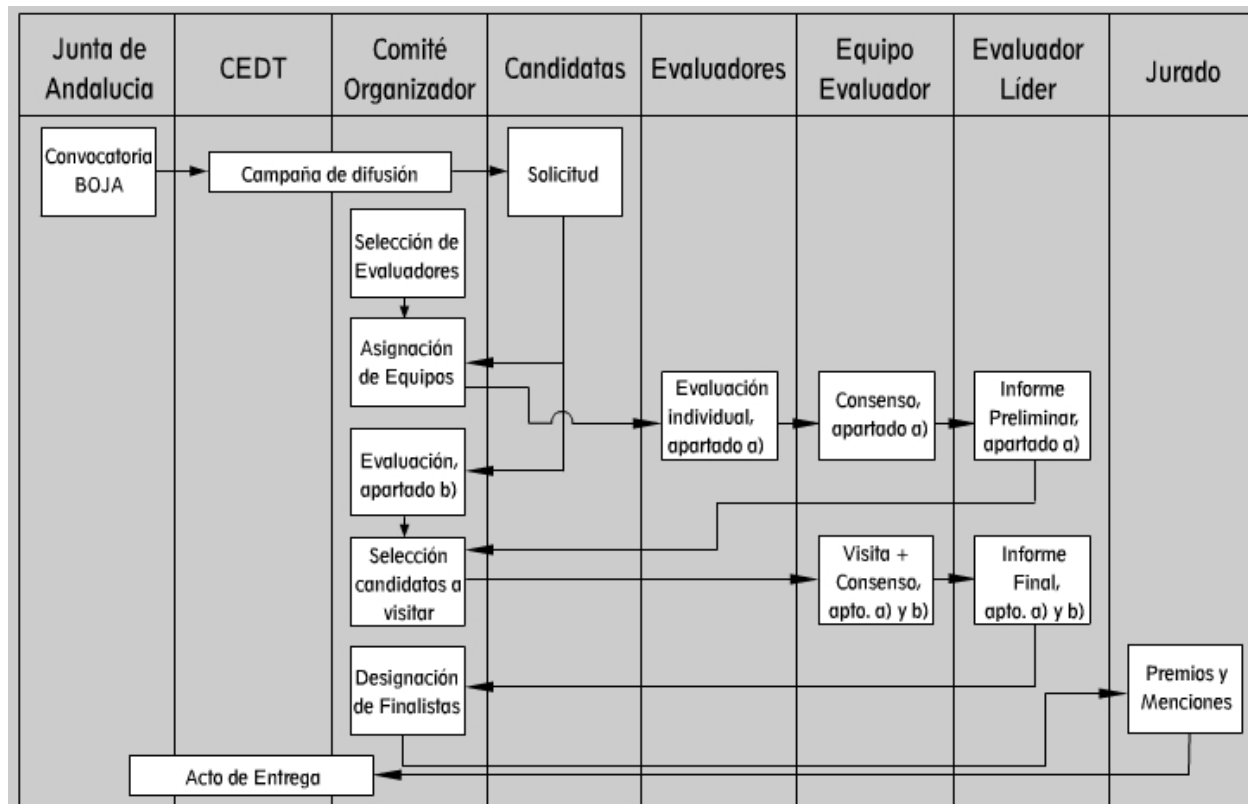 Junta de
Andalucia
CEDT
Comité
Organizador
Candidatas
Evaluadores
Equipo
Evaluador
Evaluador
Líder
Jurado
Convocatoria
BOJA
Campaña de difusión
Solicitud
Selección de
Evaluadores
Asignación
de Equipos
Evaluación
individual,
apartado a)
Consenso,
apartado a)
Informe
Preliminar,
apartado a)
Evaluación,
apartado b)
Selección
candidatos a
visitar
Visita +
Consenso,
apto. a) y b)
Informe
Final,
apto. a) y b)
Designación
de Finalistas
Premios y
Menciones
Acto de Entrega